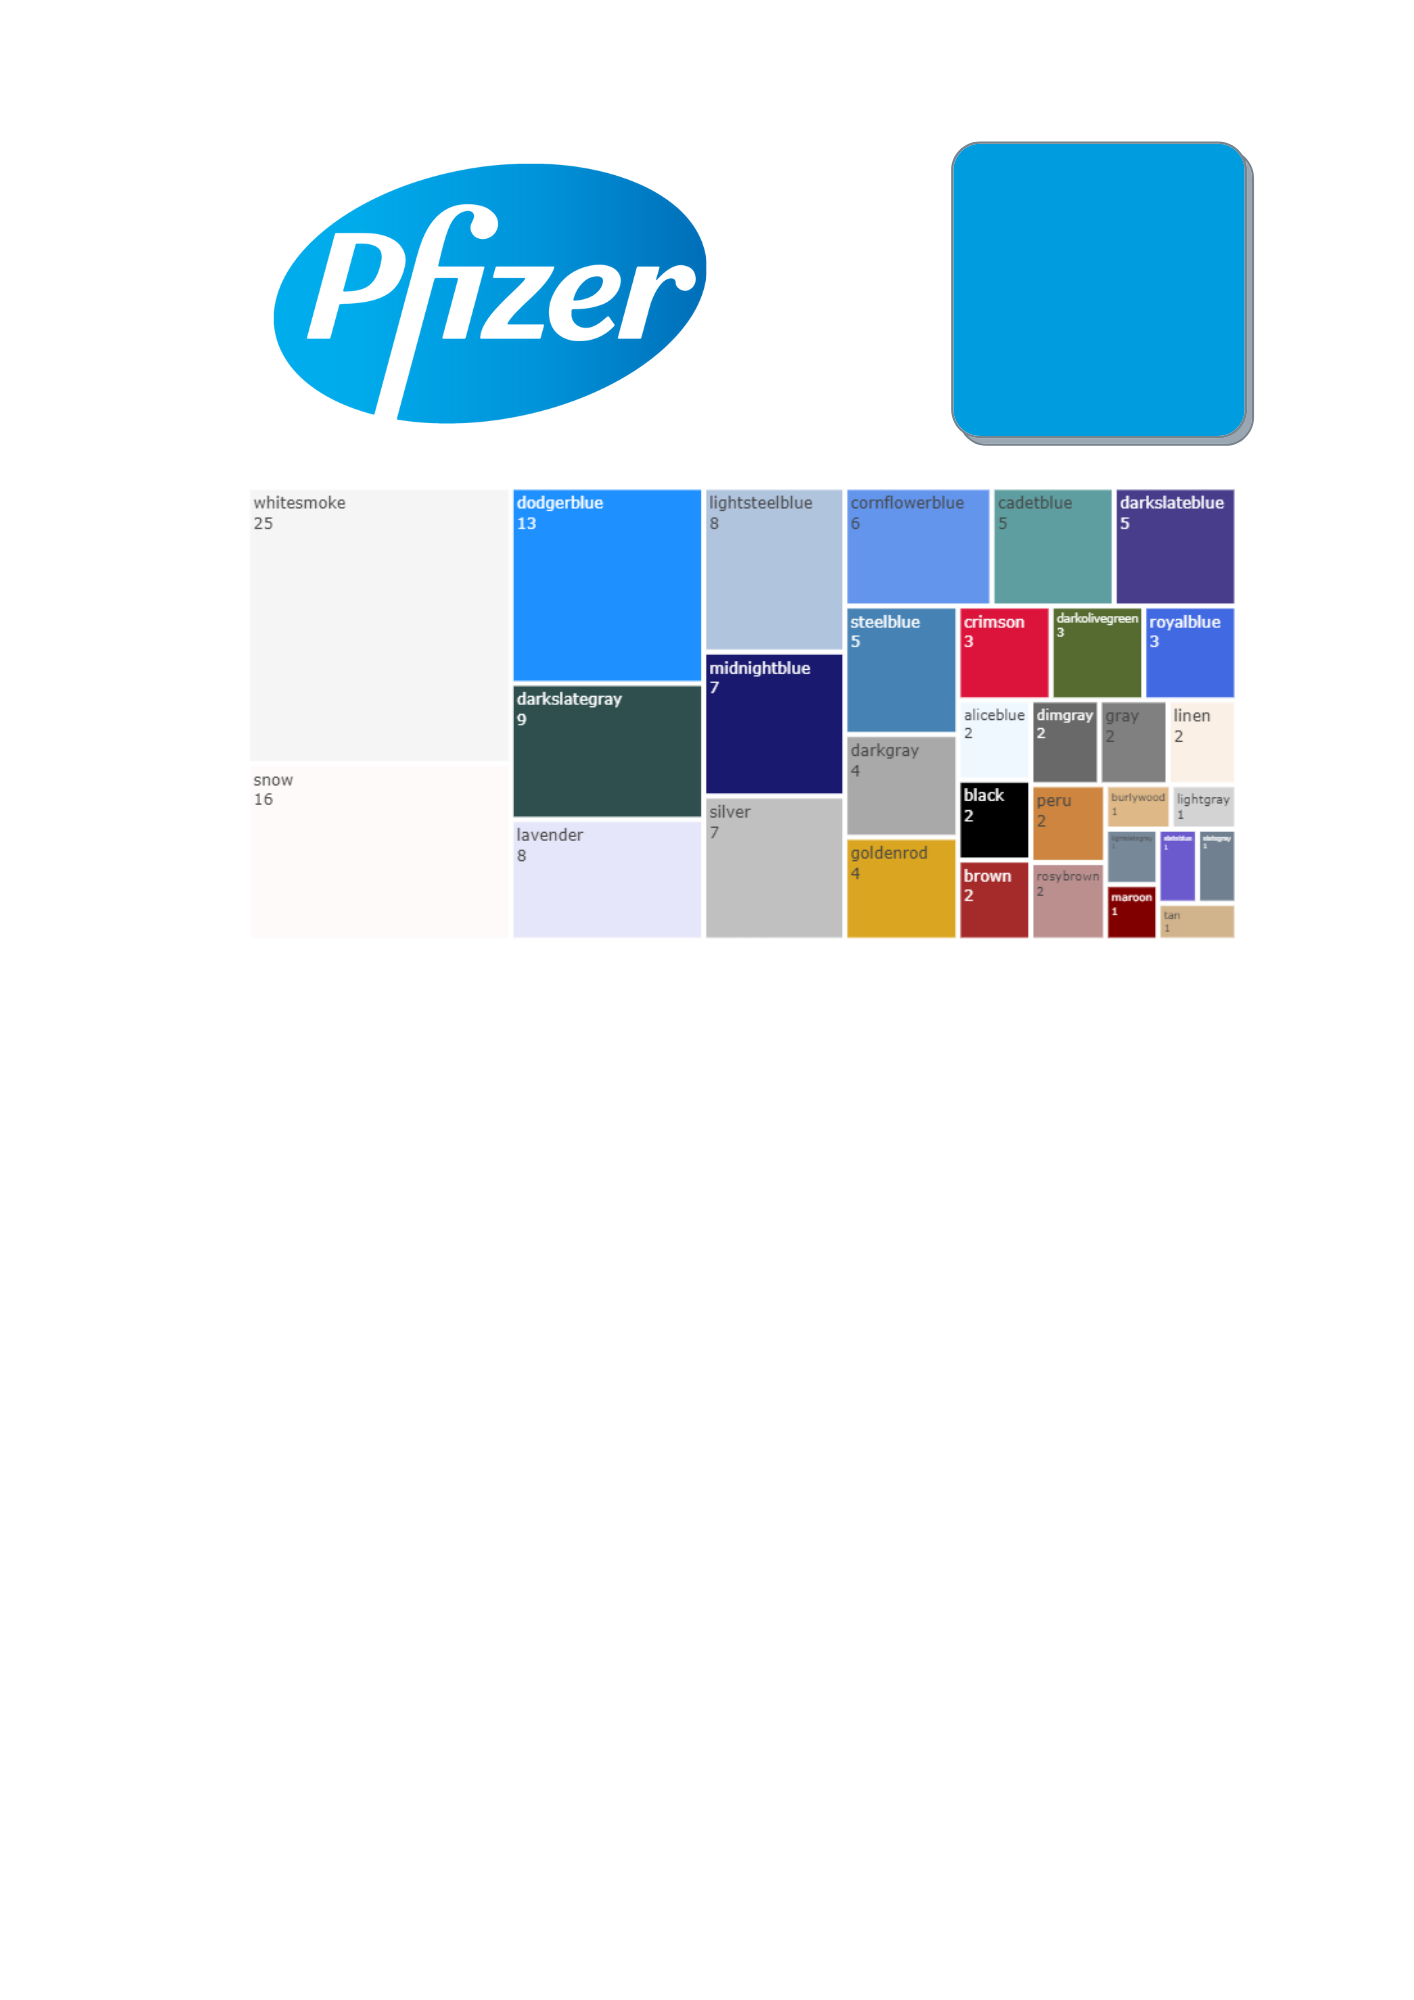 Pfizer
whitesmoke
25
snow
16
dodgerblue
13
darkslategray
9
lavender
8
lightsteelblue
8
midnightblue
7
silver
7
cornflowerblue
6
cadetblue
5
darkslateblue
5
steelblue
5
darkgray
4
goldenrod
4
crimson
3
darkolivegreen
3
royalblue
3
aliceblue
2
dimgray
2
gray
2
linen
2
black
2
brown
2
peru
2
rosybrown
2
burlywood
1
lightgray
1
lightslategray
1
slateblue
1
slategray
1
maroon
1
tan
1